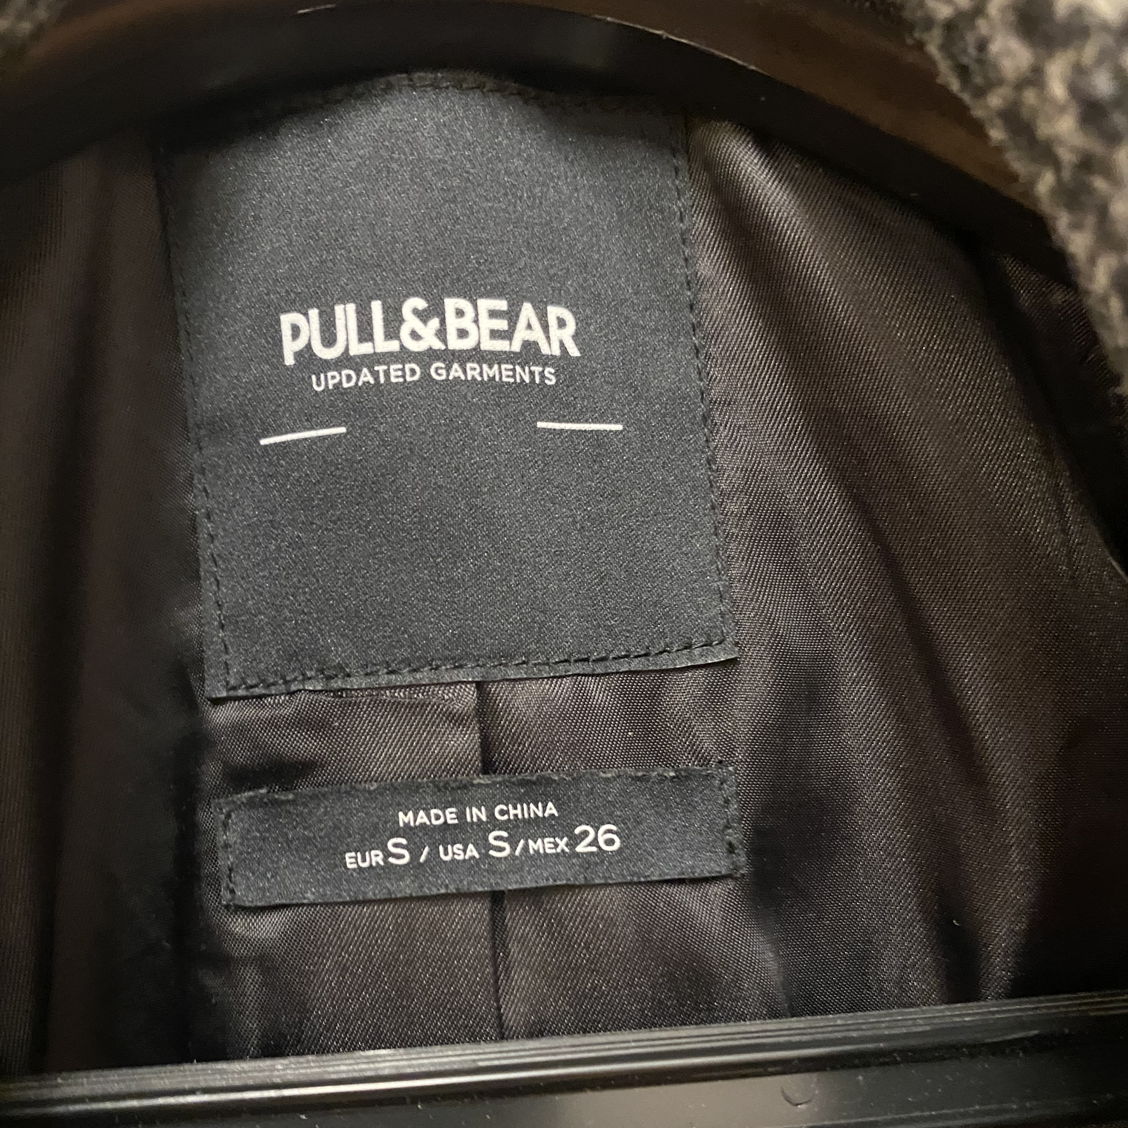 PULL&BEAR
UPDATED GARMENTS
MADE IN CHINA
EUR S / USA S/MEX 26